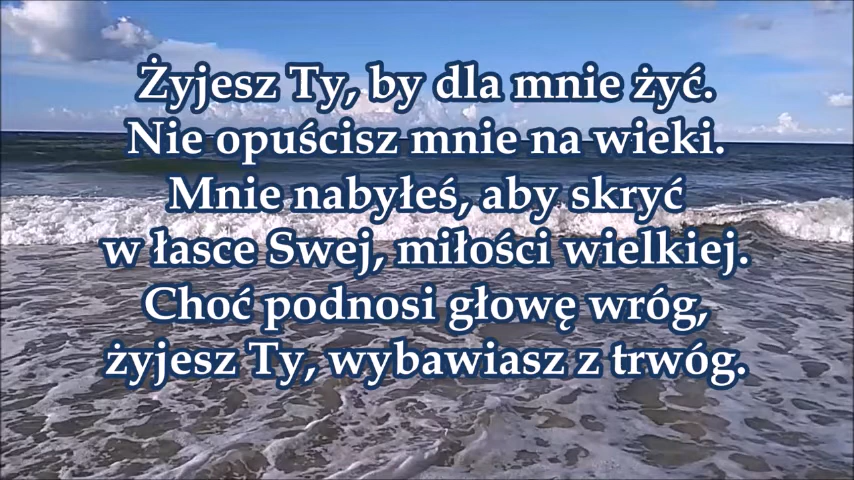 Żyjesz Ty, by dla mnie żyć.
Nie opuścisz mnie na wieki.
Mnie nabyłeś, aby skryć
w łasce Swej, miłości wielkiej.
Choć podnosi głowę wróg,
żyjesz Ty, wybawiasz z trwóg.